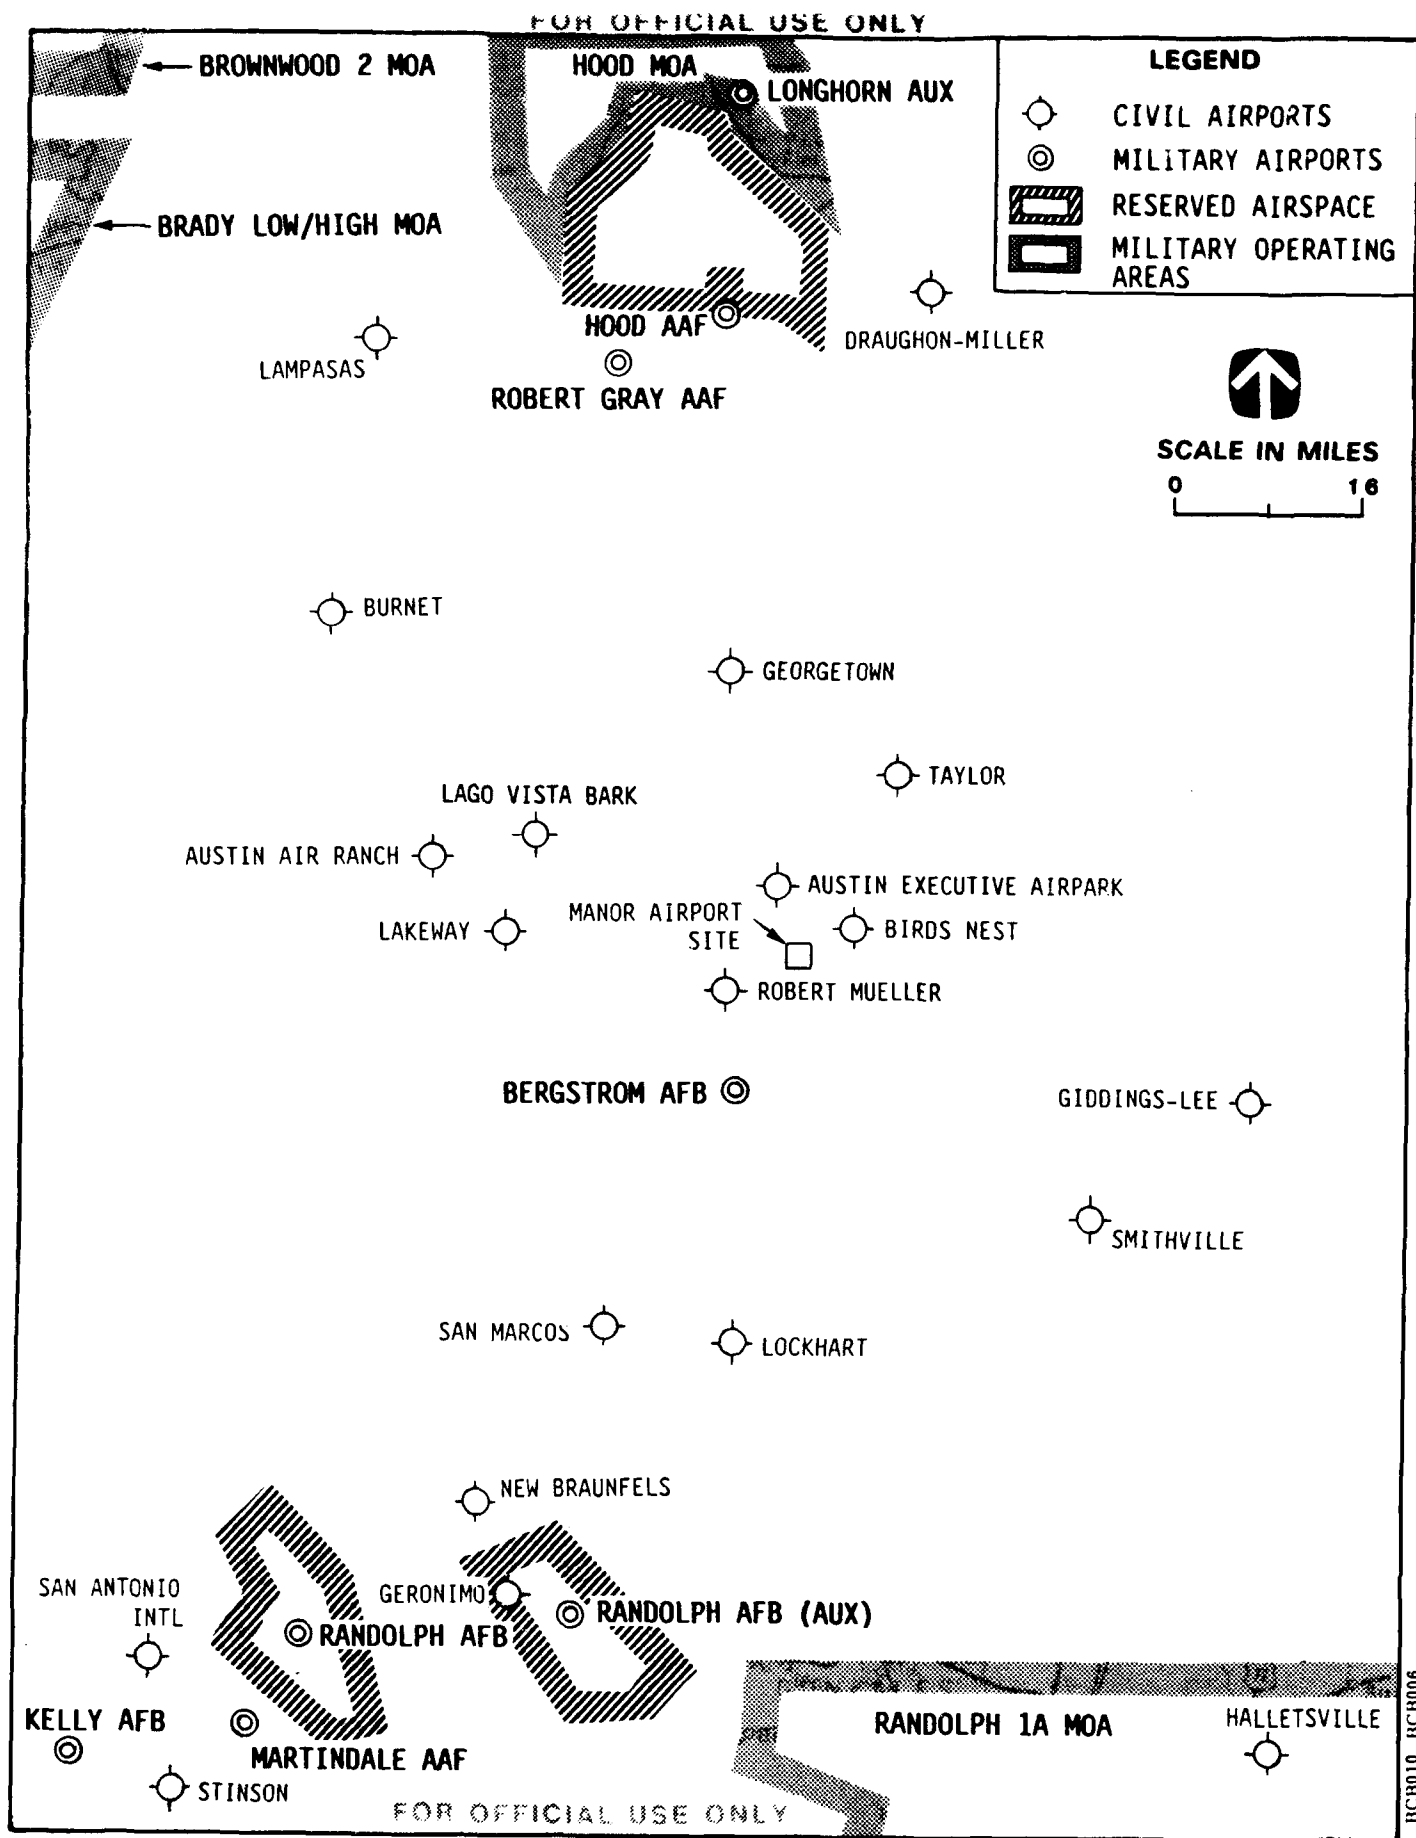 FOR OFFICIAL USE ONLY
BROWNWOOD 2 MOA
HOOD MOA
LONGHORN AUX
LEGEND
CIVIL AIRPORTS
MILITARY AIRPORTS
RESERVED AIRSPACE
MILITARY OPERATING
AREAS
BRADY LOW/HIGH MOA
HOOD AAF
DRAUGHON-MILLER
LAMPASAS
ROBERT GRAY AAF
SCALE IN MILES
0 16
BURNET
GEORGETOWN
TAYLOR
LAGO VISTA BARK
AUSTIN AIR RANCH
AUSTIN EXECUTIVE AIRPARK
MANOR AIRPORT
SITE
LAKEWAY
BIRDS NEST
ROBERT MUELLER
BERGSTROM AFB
GIDDINGS-LEE
SMITHVILLE
SAN MARCOS
LOCKHART
NEW BRAUNFELS
SAN ANTONIO
INTL
GERONIMO
RANDOLPH AFB (AUX)
RANDOLPH AFB
KELLY AFB
MARTINDALE AAF
RANDOLPH 1A MOA
HALLETSVILLE
STINSON
FOR OFFICIAL USE ONLY